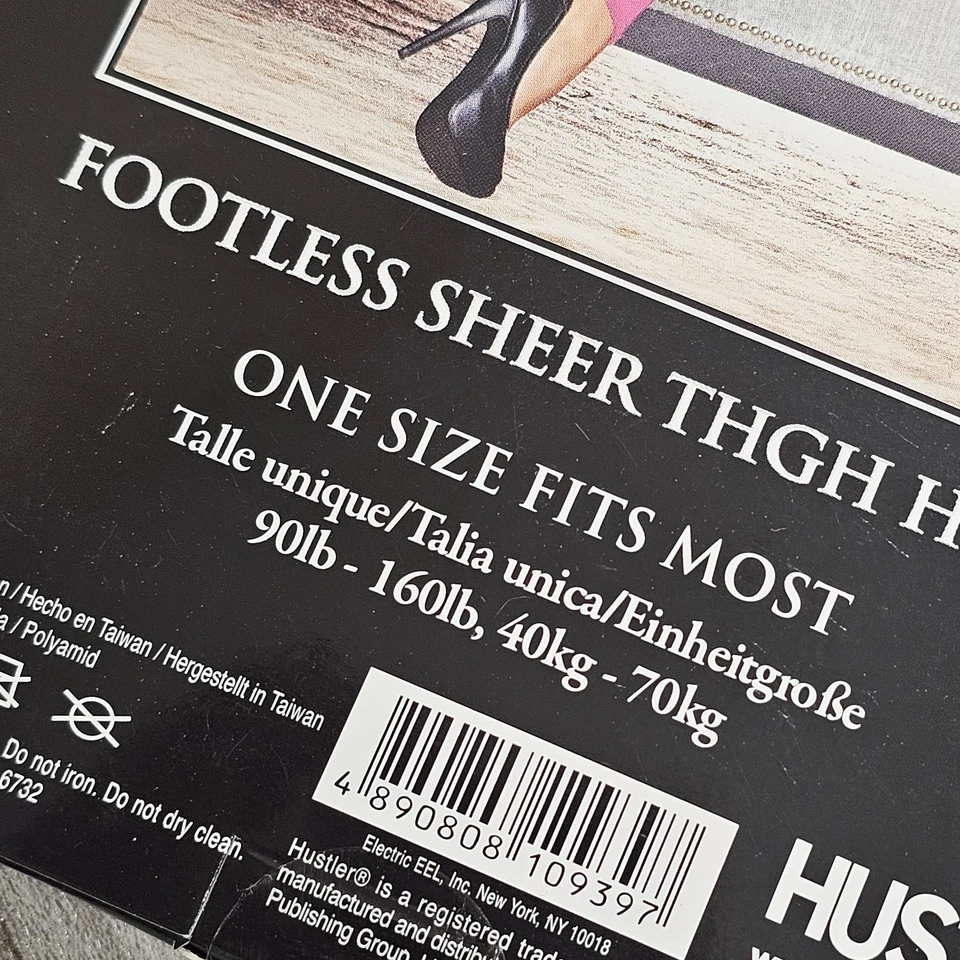 FOOTLESS SHEER THGH H
ONE SIZE FITS MOST
Talle unique/Talia unica/Einheitgroße
90lb - 160lb, 40kg - 70kg
n / Hecho en Taiwan / Hergestellt in Taiwan
a / Polyamid
Do not iron. Do not dry clean.
6732
4 890808 109397
Electric EEL, Inc. New York, NY 10018
Hustler® is a registered trade
manufactured and distribu
Publishing Group,
HUS